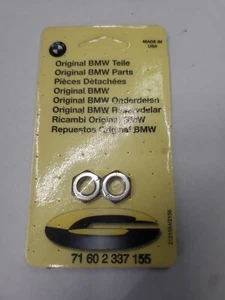 MADE IN
USA
Original BMW Teile
Original BMW Parts
Pièces Détachées
Original BMW
Original BMW Onderdelen
Original BMW Reservdelar
Ricambi Original BMW
Repuestos Original BMW
71 60 2 337 155